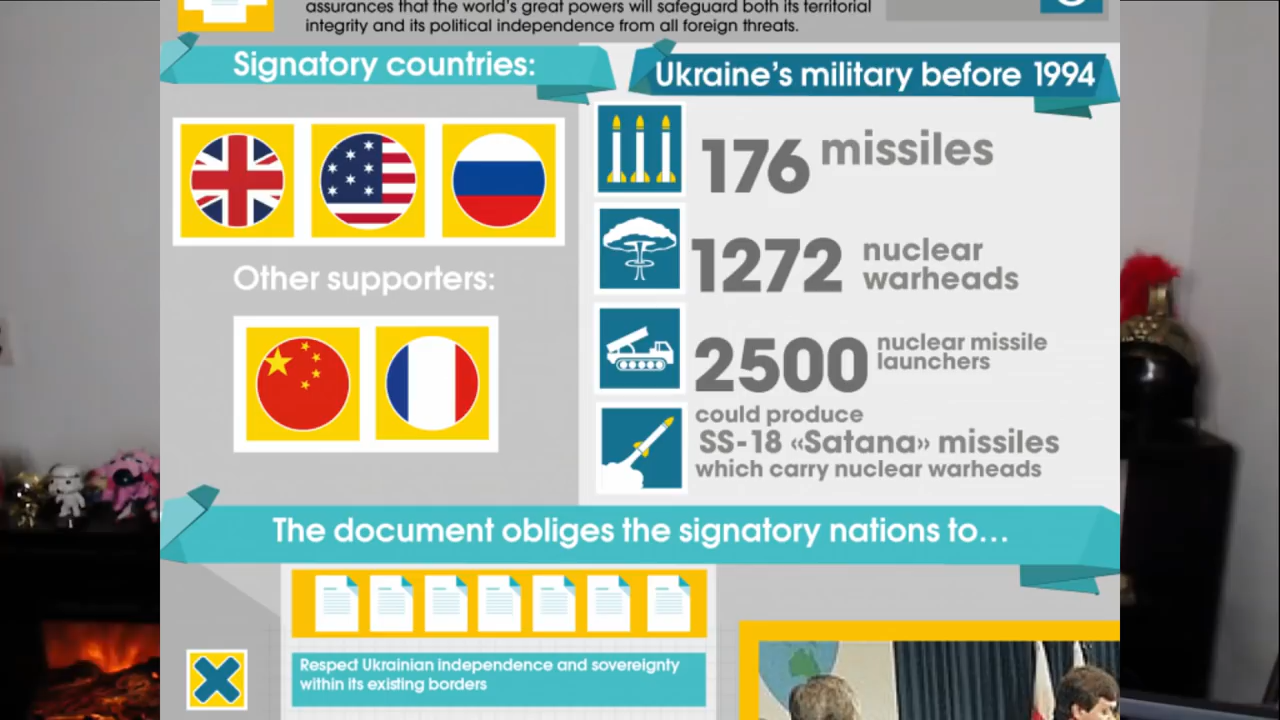 assurances that the world's great powers will safeguard both its territorial
integrity and its political independence from all foreign threats.
Signatory countries:
Other supporters:
Ukraine's military before 1994
176 missiles
1272 nuclear
warheads
2500 nuclear missile
launchers
could produce
SS-18 «Satana» missiles
which carry nuclear warheads
The document obliges the signatory nations to...
Resped Ukrainian independence and sovereignty
within its existing borders